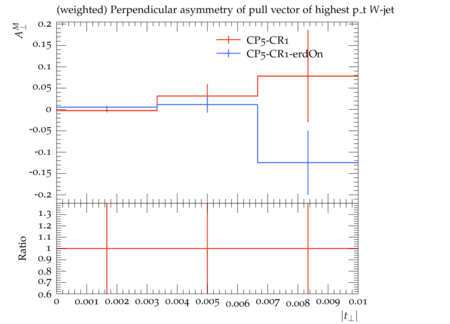 (weighted) Perpendicular asymmetry of pull vector of highest p_t W-jet
A⊥^M
CP5-CR1
CP5-CR1-erdOn
0.2
0.15
0.1
0.05
0
-0.05
-0.1
-0.15
-0.2
Ratio
1.3
1.2
1.1
1
0.9
0.8
0.7
0.6
0 0.001 0.002 0.003 0.004 0.005 0.006 0.007 0.008 0.009 0.01
|t⊥|